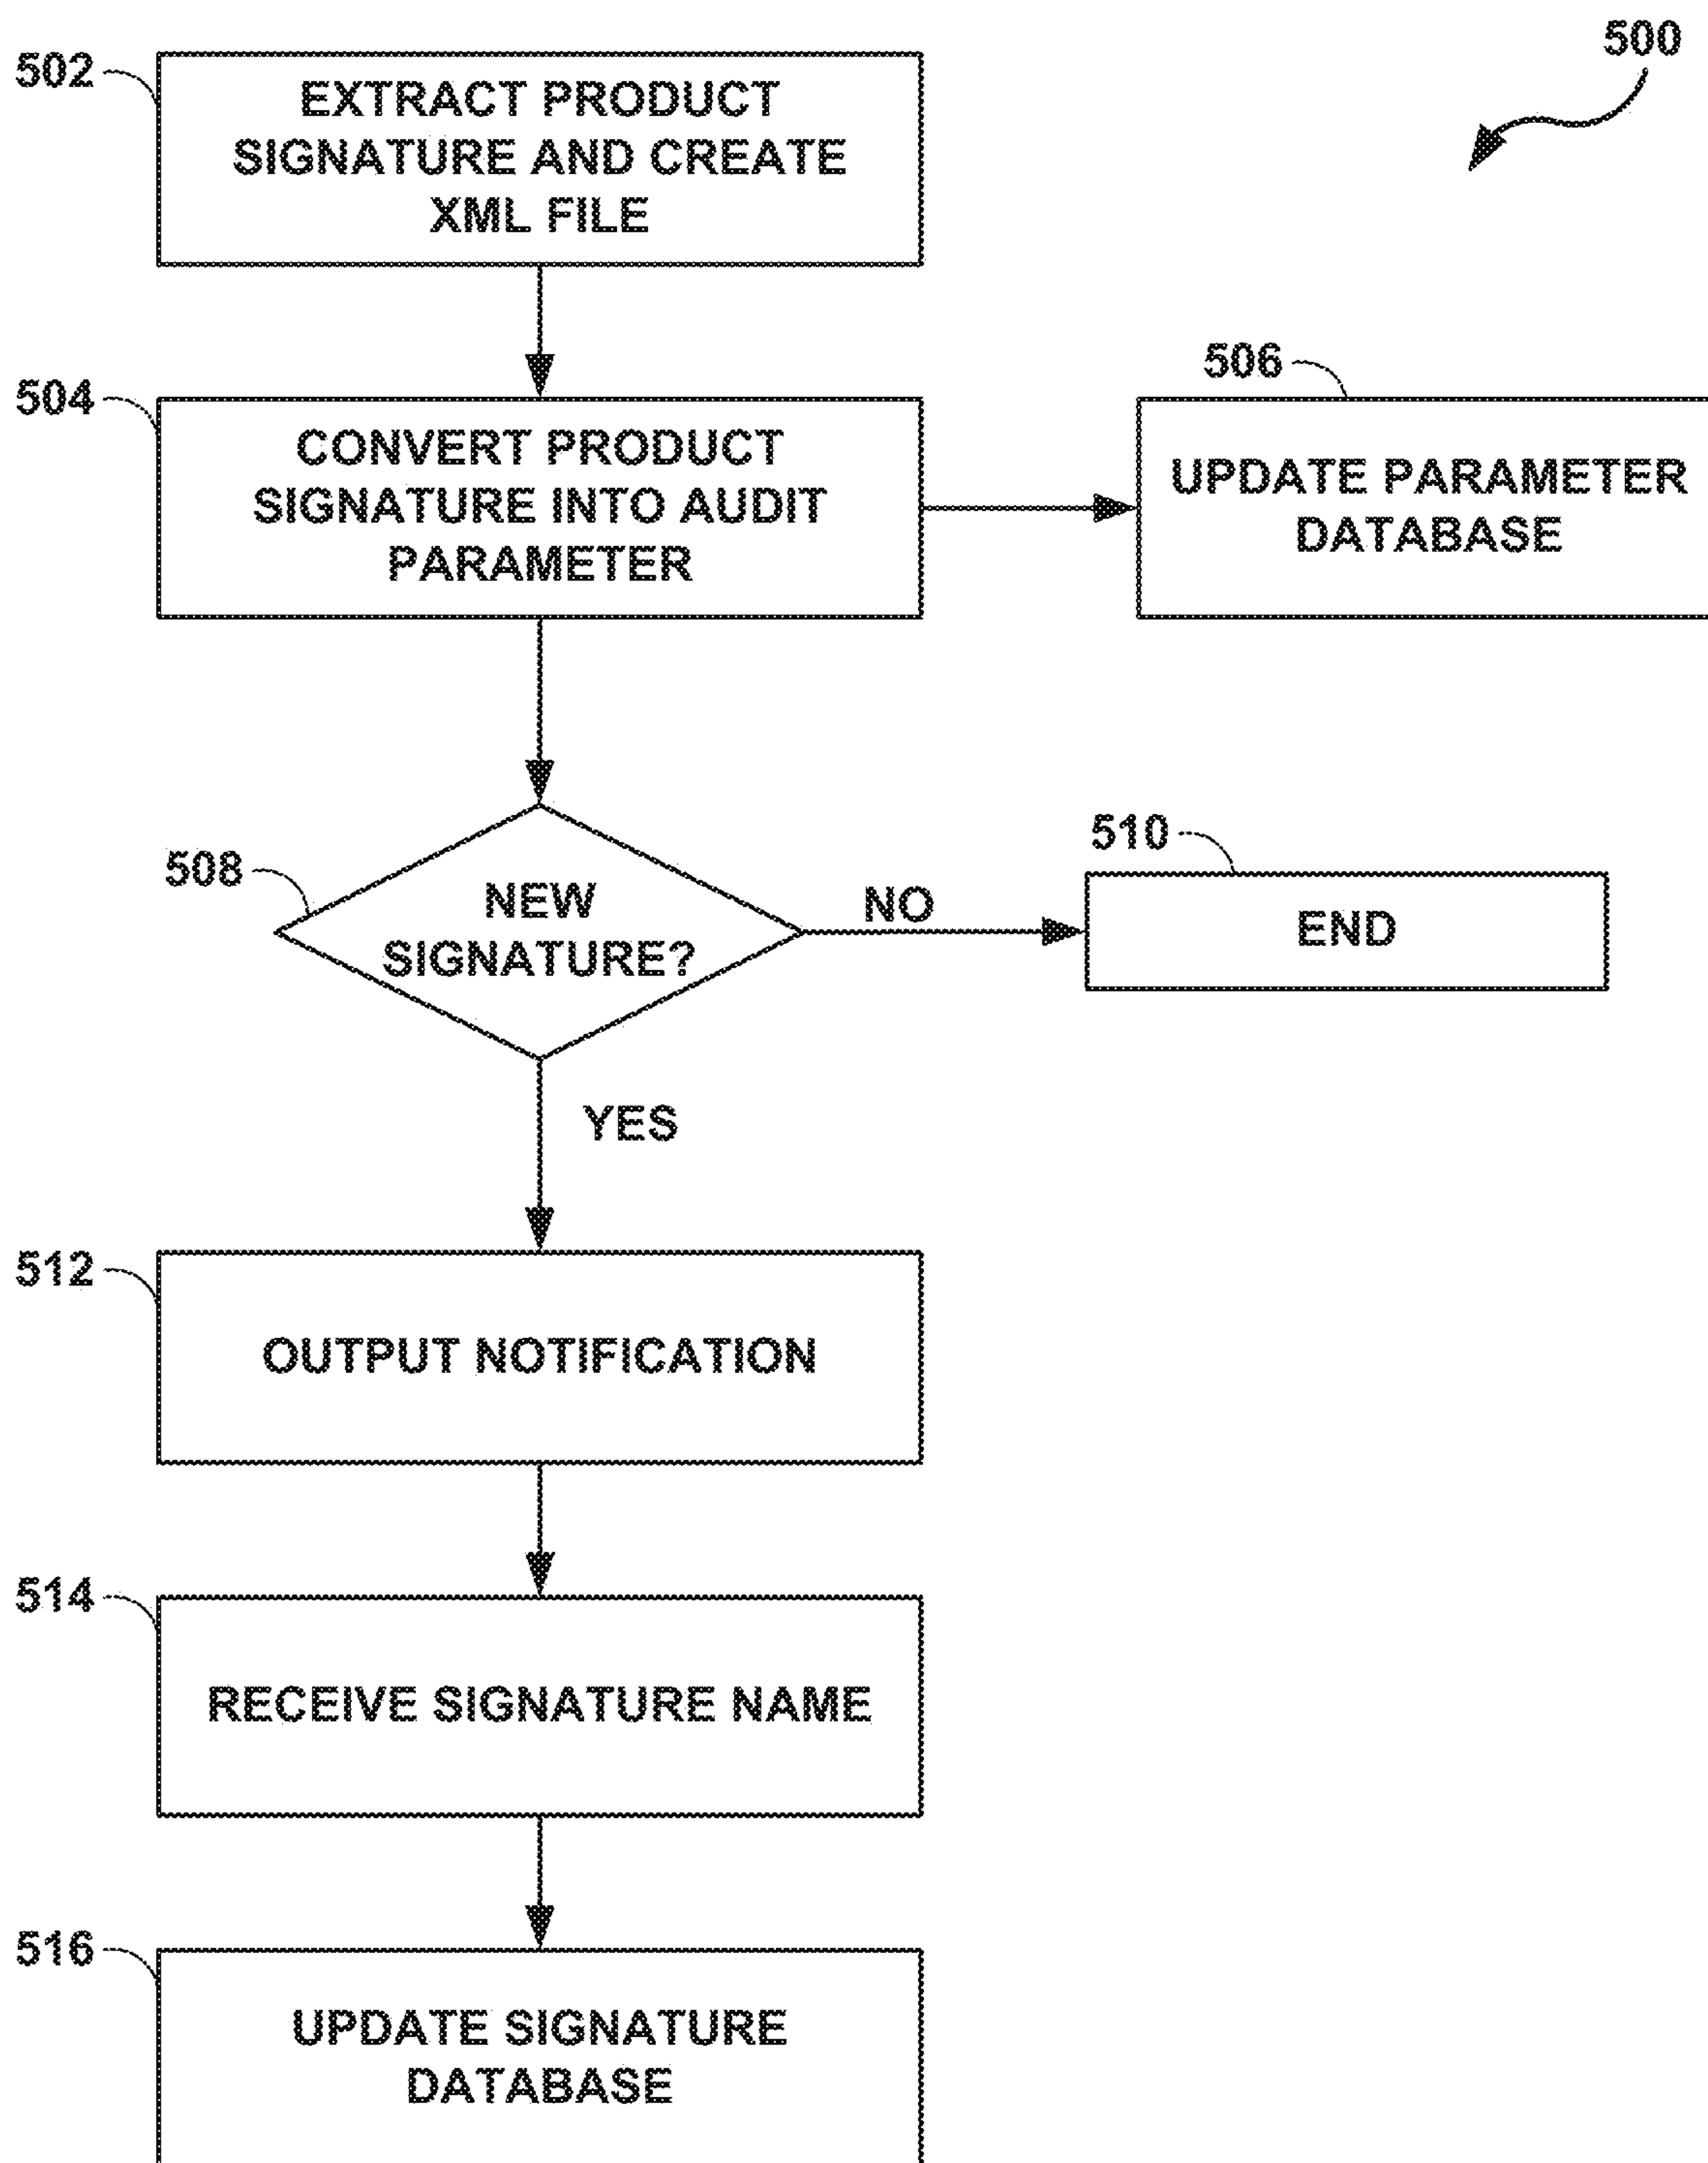 500
502
EXTRACT PRODUCT
SIGNATURE AND CREATE
XML FILE
504
CONVERT PRODUCT
SIGNATURE INTO AUDIT
PARAMETER
506
UPDATE PARAMETER
DATABASE
508
NEW
SIGNATURE?
NO
510
END
YES
512
OUTPUT NOTIFICATION
514
RECEIVE SIGNATURE NAME
516
UPDATE SIGNATURE
DATABASE